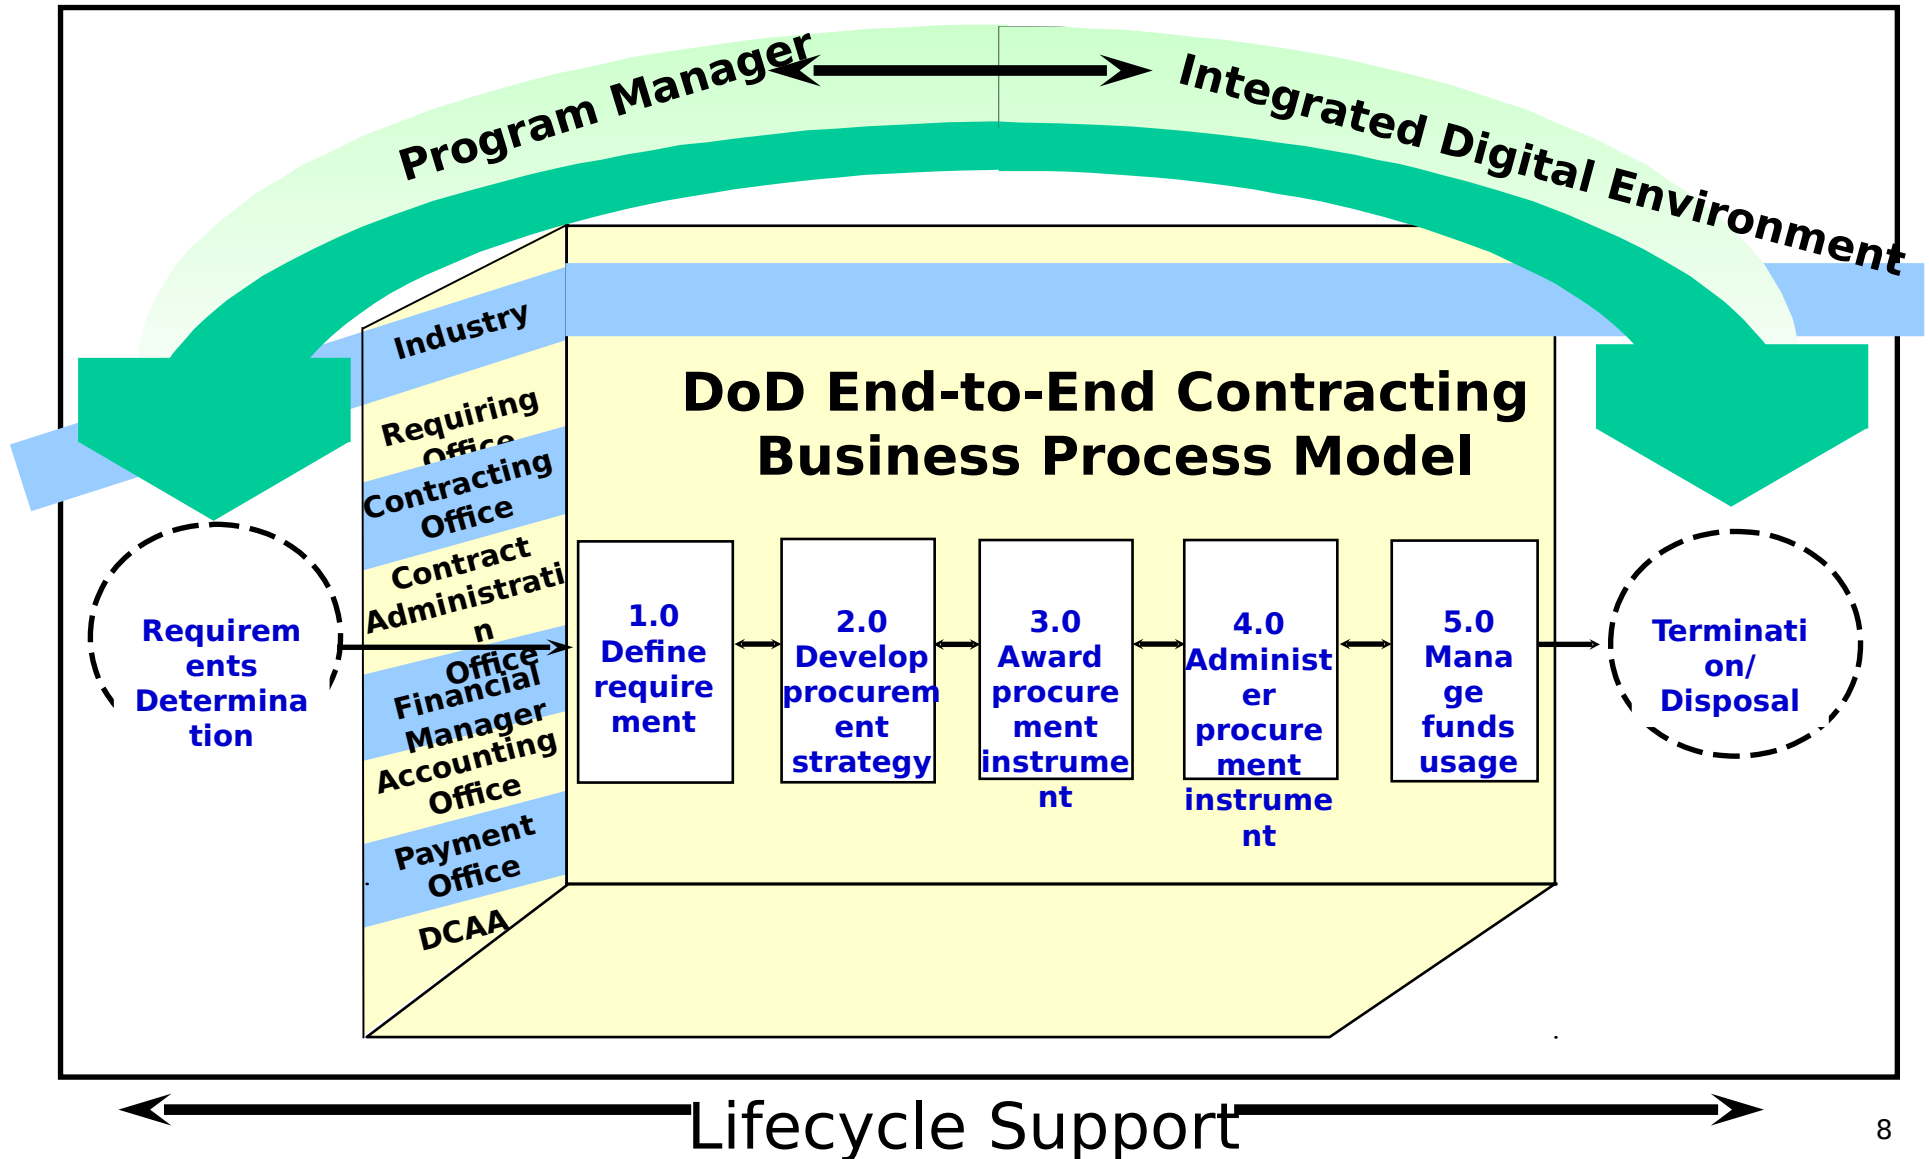 Program Manager
Integrated Digital Environment
Industry
Requiring
Office
Contracting
Office
Contract
Administrati
n
Office
Financial
Manager
Accounting
Office
Payment
Office
DCAA
DoD End-to-End Contracting
Business Process Model
Requirem
ents
Determina
tion
1.0
Define
require
ment
2.0
Develop
procurem
ent
strategy
3.0
Award
procure
ment
instrume
nt
4.0
Administ
er
procure
ment
instrume
nt
5.0
Mana
ge
funds
usage
Terminati
on/
Disposal
Lifecycle Support
8